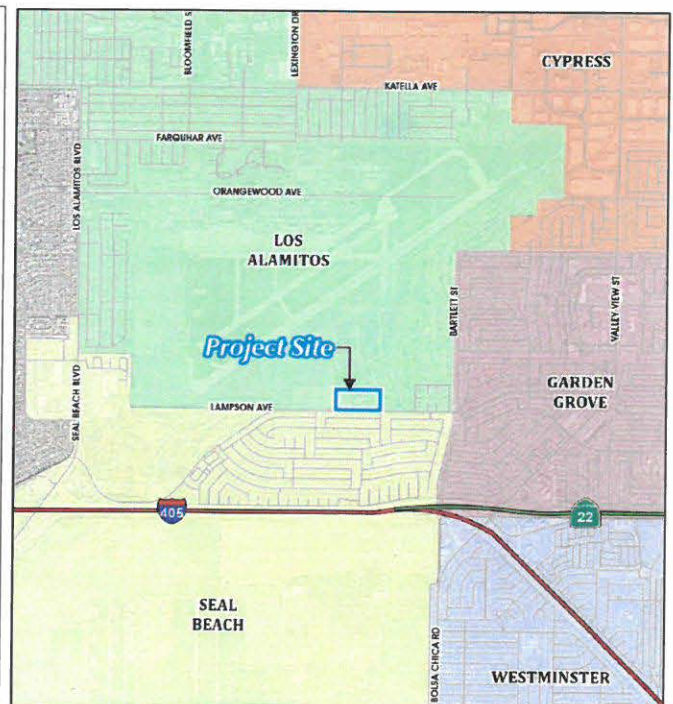 BLOOMFIELD S
LEXINGTON DR
CYPRESS
KATELLA AVE
FARQUHAR AVE
LOS ALAMITOS BLVD
ORANGEWOOD AVE
LOS
ALAMITOS
BARTLETT ST
VALLEY VIEW ST
Project Site
GARDEN
GROVE
SEAL BEACH BLVD
LAMPSON AVE
405
22
SEAL
BEACH
BOLSA CHICA RD
WESTMINSTER